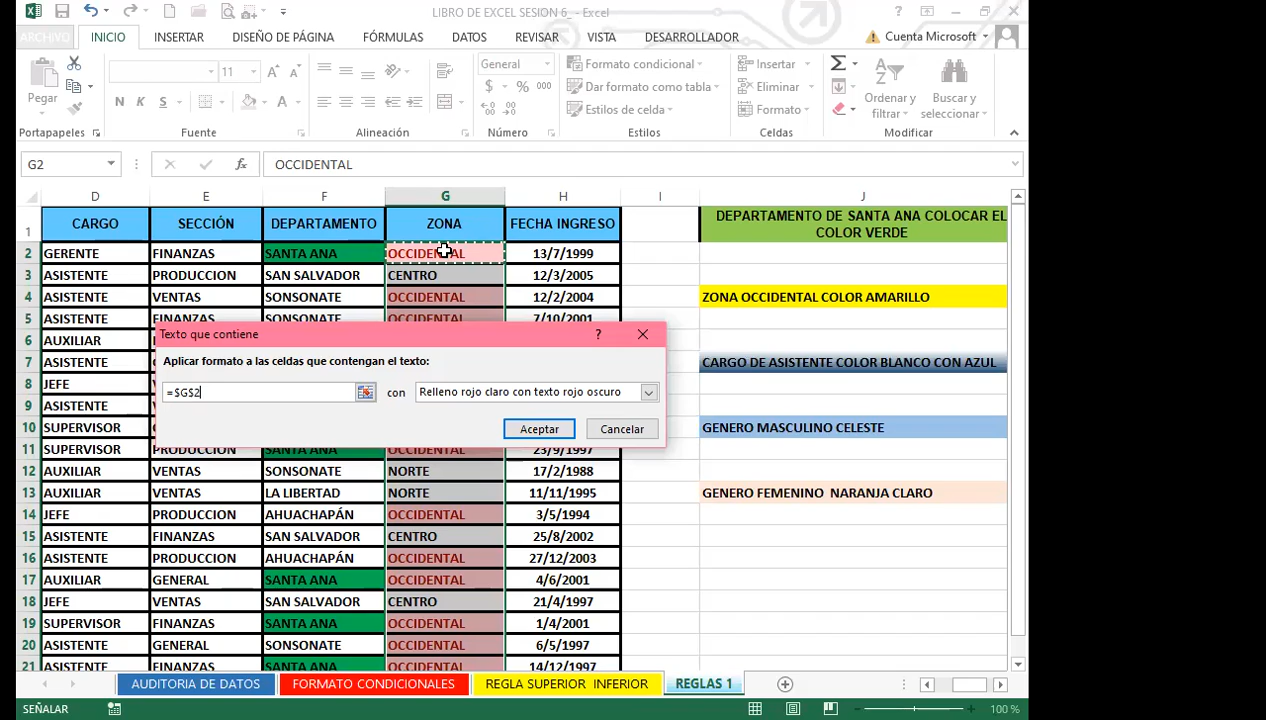 LIBRO DE EXCEL SESION 6_ - Excel
ARCHIVO INICIO INSERTAR DISEÑO DE PÁGINA FÓRMULAS DATOS REVISAR VISTA DESARROLLADOR Cuenta Microsoft
Pegar 11 General Formato condicional Insertar Σ
N K S A % 000 Dar formato como tabla Eliminar Ordenar y filtrar Buscar y seleccionar
Estilos de celda Formato
Portapapeles Fuente Alineación Número Estilos Celdas Modificar
G2 fx OCCIDENTAL
D E F G H I J
1 CARGO SECCIÓN DEPARTAMENTO ZONA FECHA INGRESO DEPARTAMENTO DE SANTA ANA COLOCAR EL COLOR VERDE
2 GERENTE FINANZAS SANTA ANA OCCIDENTAL 13/7/1999
3 ASISTENTE PRODUCCION SAN SALVADOR CENTRO 12/3/2005
4 ASISTENTE VENTAS SONSONATE OCCIDENTAL 12/2/2004 ZONA OCCIDENTAL COLOR AMARILLO
5 ASISTENTE FINANZAS SONSONATE OCCIDENTAL 7/10/2001
6 AUXILIAR
7 ASISTENTE CARGO DE ASISTENTE COLOR BLANCO CON AZUL
8 JEFE
9 ASISTENTE
10 SUPERVISOR GENERO MASCULINO CELESTE
11 SUPERVISOR PRODUCCION SANTA ANA OCCIDENTAL 23/9/1997
12 AUXILIAR VENTAS SONSONATE NORTE 17/2/1988
13 AUXILIAR VENTAS LA LIBERTAD NORTE 11/11/1995 GENERO FEMENINO NARANJA CLARO
14 JEFE PRODUCCION AHUACHAPÁN OCCIDENTAL 3/5/1994
15 ASISTENTE FINANZAS SAN SALVADOR CENTRO 25/8/2002
16 ASISTENTE PRODUCCION AHUACHAPÁN OCCIDENTAL 27/12/2003
17 AUXILIAR GENERAL SANTA ANA OCCIDENTAL 4/6/2001
18 JEFE VENTAS SAN SALVADOR CENTRO 21/4/1997
19 SUPERVISOR FINANZAS SANTA ANA OCCIDENTAL 1/4/2001
20 ASISTENTE GENERAL SONSONATE OCCIDENTAL 6/5/1997
21 ASISTENTE FINANZAS SANTA ANA OCCIDENTAL 14/12/1997
Texto que contiene ?
Aplicar formato a las celdas que contengan el texto:
=$G$2 con Relleno rojo claro con texto rojo oscuro
Aceptar Cancelar
AUDITORIA DE DATOS FORMATO CONDICIONALES REGLA SUPERIOR INFERIOR REGLAS 1
SEÑALAR 100 %